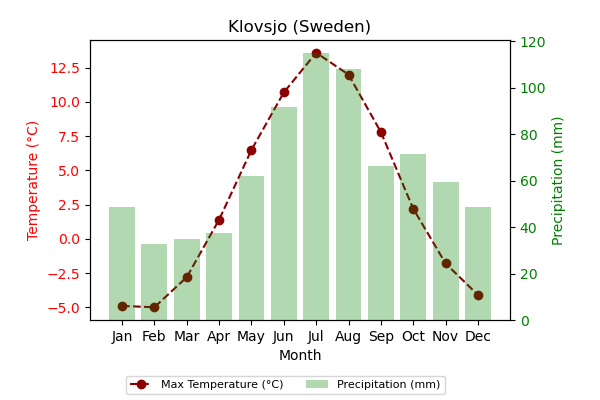 Klovsjo (Sweden)
12.5
10.0
7.5
5.0
2.5
0.0
−2.5
−5.0
Temperature (°C)
120
100
80
60
40
20
0
Precipitation (mm)
Jan Feb Mar Apr May Jun Jul Aug Sep Oct Nov Dec
Month
Max Temperature (°C) Precipitation (mm)